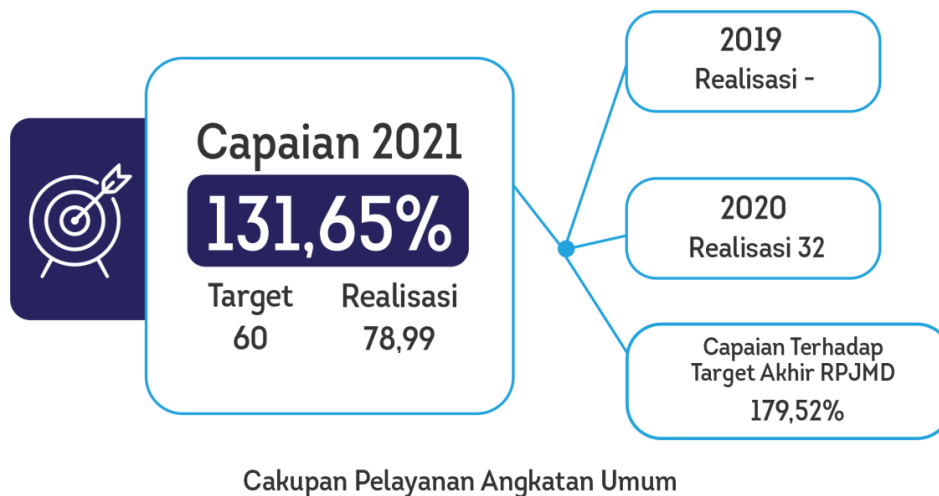 Capaian 2021
131,65%
Target
60
Realisasi
78,99
2019
Realisasi -
2020
Realisasi 32
Capaian Terhadap
Target Akhir RPJMD
179,52%
Cakupan Pelayanan Angkatan Umum